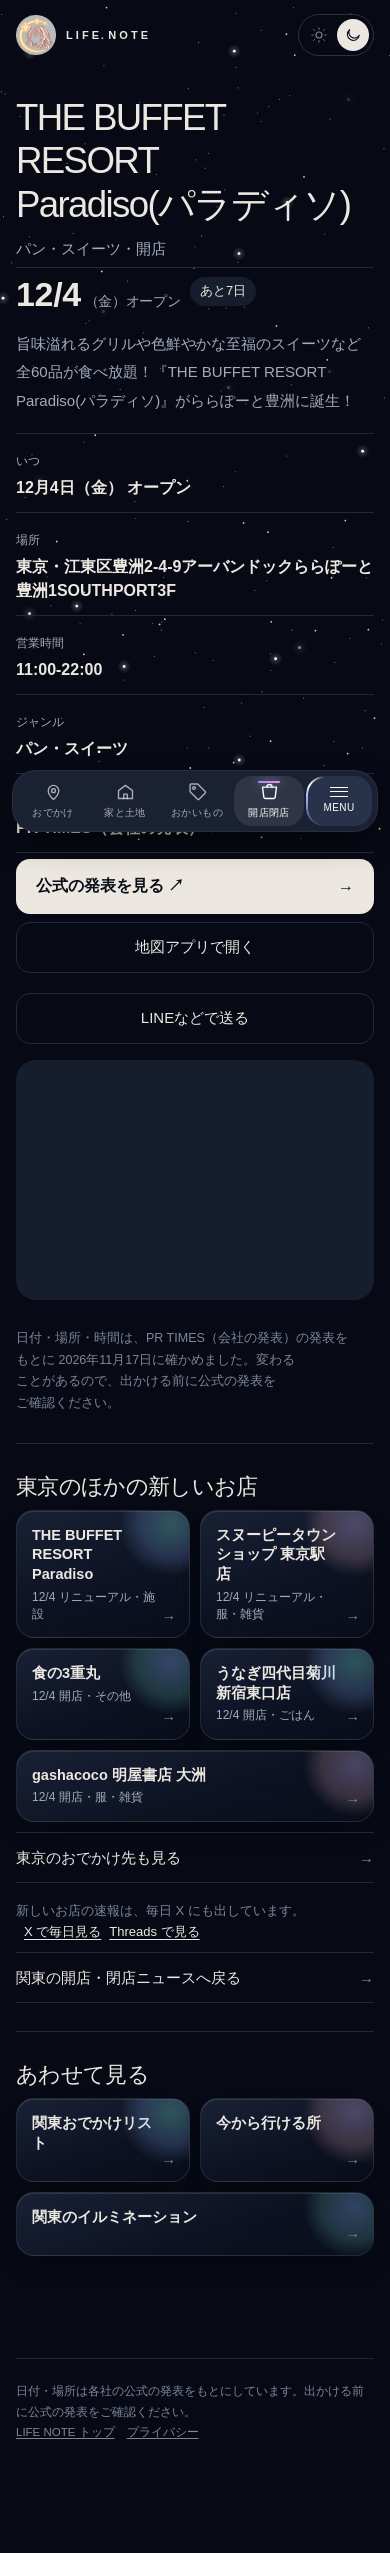 LIFE.NOTE
THE BUFFET
RESORT
Paradiso(パラディソ)
パン・スイーツ・開店
12/4 （金）オープン あと7日
旨味溢れるグリルや色鮮やかな至福のスイーツなど
全60品が食べ放題！『THE BUFFET RESORT
Paradiso(パラディソ)』がららぽーと豊洲に誕生！
いつ
12月4日（金） オープン
場所
東京・江東区豊洲2-4-9アーバンドックららぽーと
豊洲1SOUTHPORT3F
営業時間
11:00-22:00
ジャンル
パン・スイーツ
おでかけ 家と土地 おかいもの 開店閉店 MENU
公式の発表を見る ↗ →
地図アプリで開く
LINEなどで送る
日付・場所・時間は、PR TIMES（会社の発表）の発表を
もとに 2026年11月17日に確かめました。変わる
ことがあるので、出かける前に公式の発表を
ご確認ください。
東京のほかの新しいお店
THE BUFFET
RESORT
Paradiso
12/4 リニューアル・施
設 →
スヌーピータウン
ショップ 東京駅
店
12/4 リニューアル・
服・雑貨 →
食の3重丸
12/4 開店・その他
→
うなぎ四代目菊川
新宿東口店
12/4 開店・ごはん →
gashacoco 明屋書店 大洲
12/4 開店・服・雑貨 →
東京のおでかけ先も見る →
新しいお店の速報は、毎日 X にも出しています。
X で毎日見る Threads で見る
関東の開店・閉店ニュースへ戻る →
あわせて見る
関東おでかけリス
ト →
今から行ける所
→
関東のイルミネーション
→
日付・場所は各社の公式の発表をもとにしています。出かける前
に公式の発表をご確認ください。
LIFE NOTE トップ プライバシー